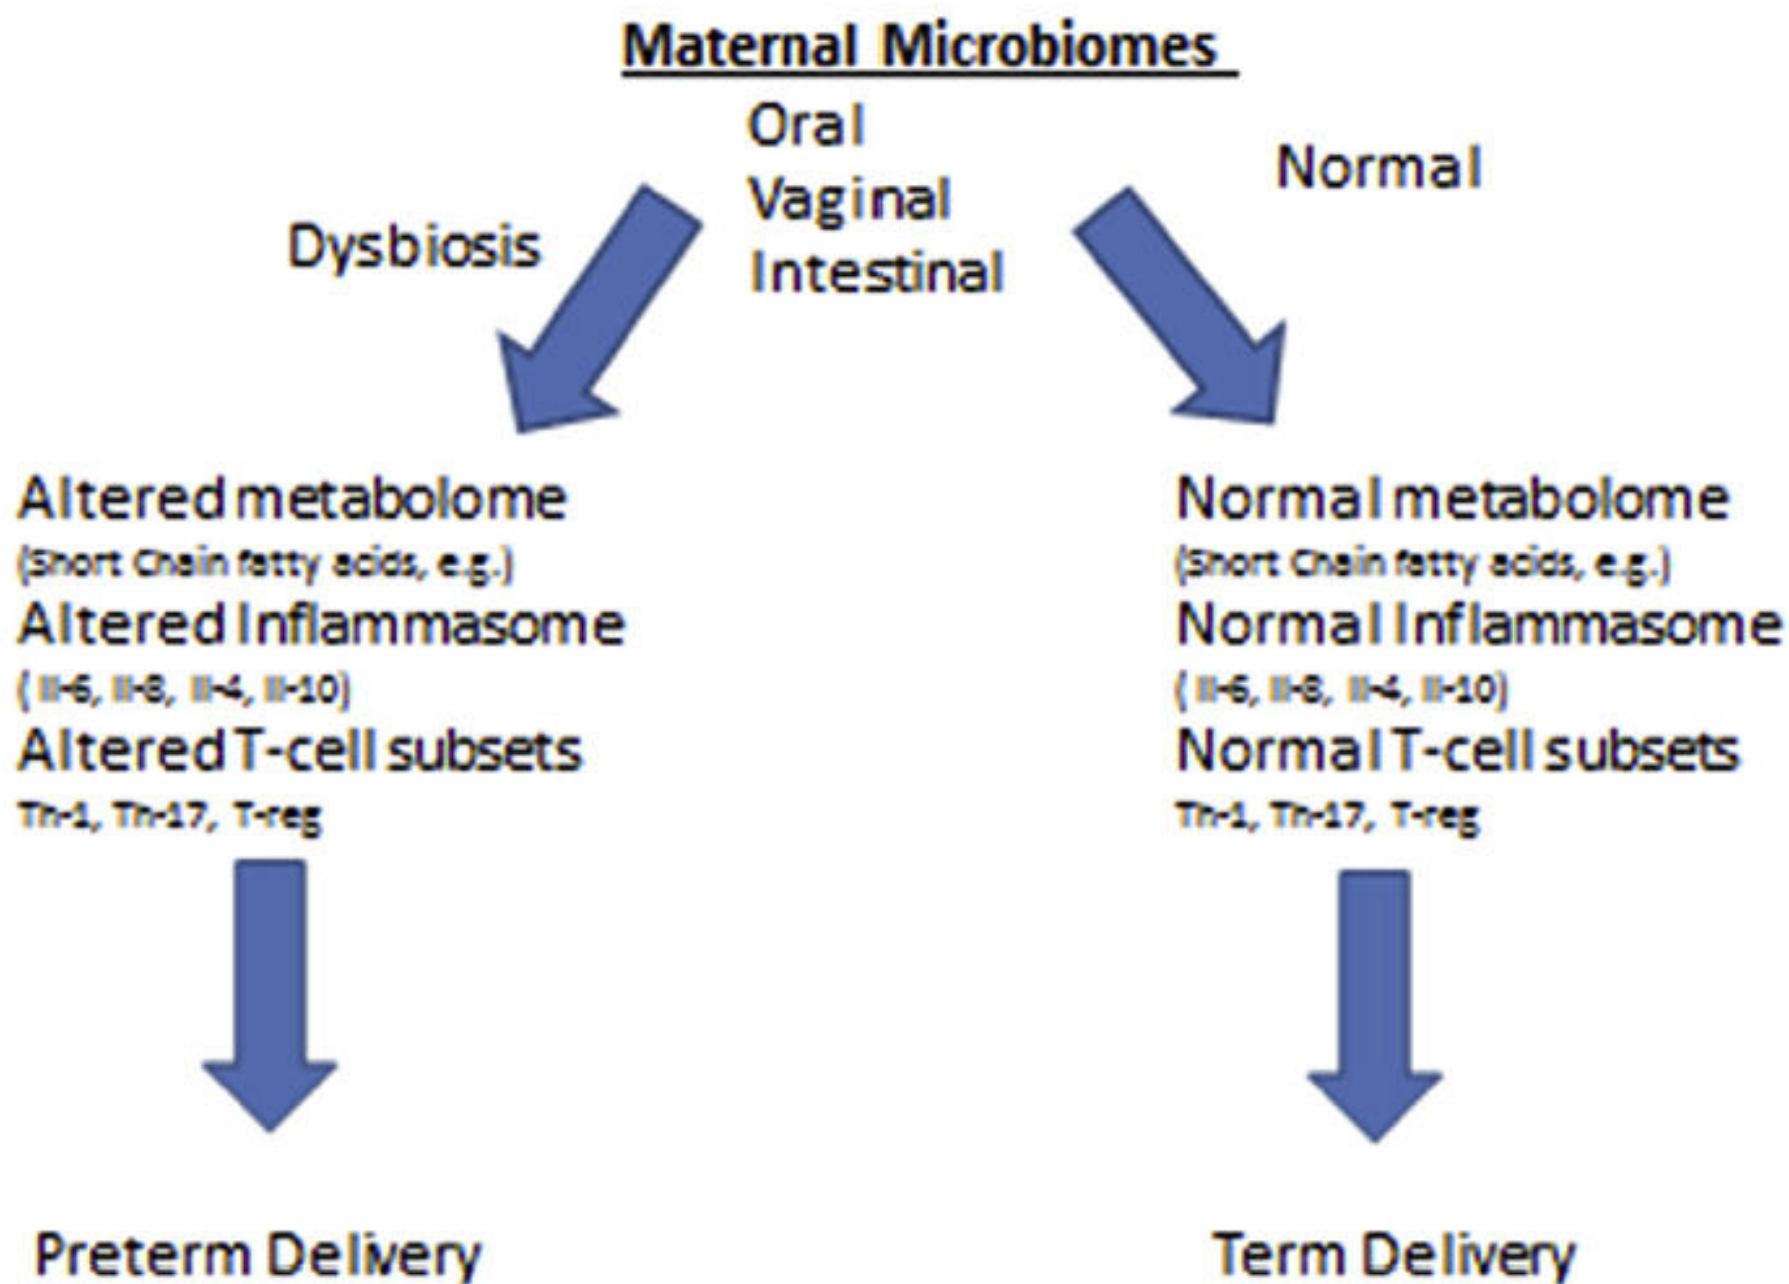 Maternal Microbiomes
Oral
Vaginal
Intestinal
Dysbiosis
Normal
Altered metabolome
(Short Chain fatty acids, e.g.)
Altered Inflammasome
( Il-6, Il-8, Il-4, Il-10)
Altered T-cell subsets
Th-1, Th-17, T-reg
Preterm Delivery
Normal metabolome
(Short Chain fatty acids, e.g.)
Normal Inflammasome
( Il-6, Il-8, Il-4, Il-10)
Normal T-cell subsets
Th-1, Th-17, T-reg
Term Delivery